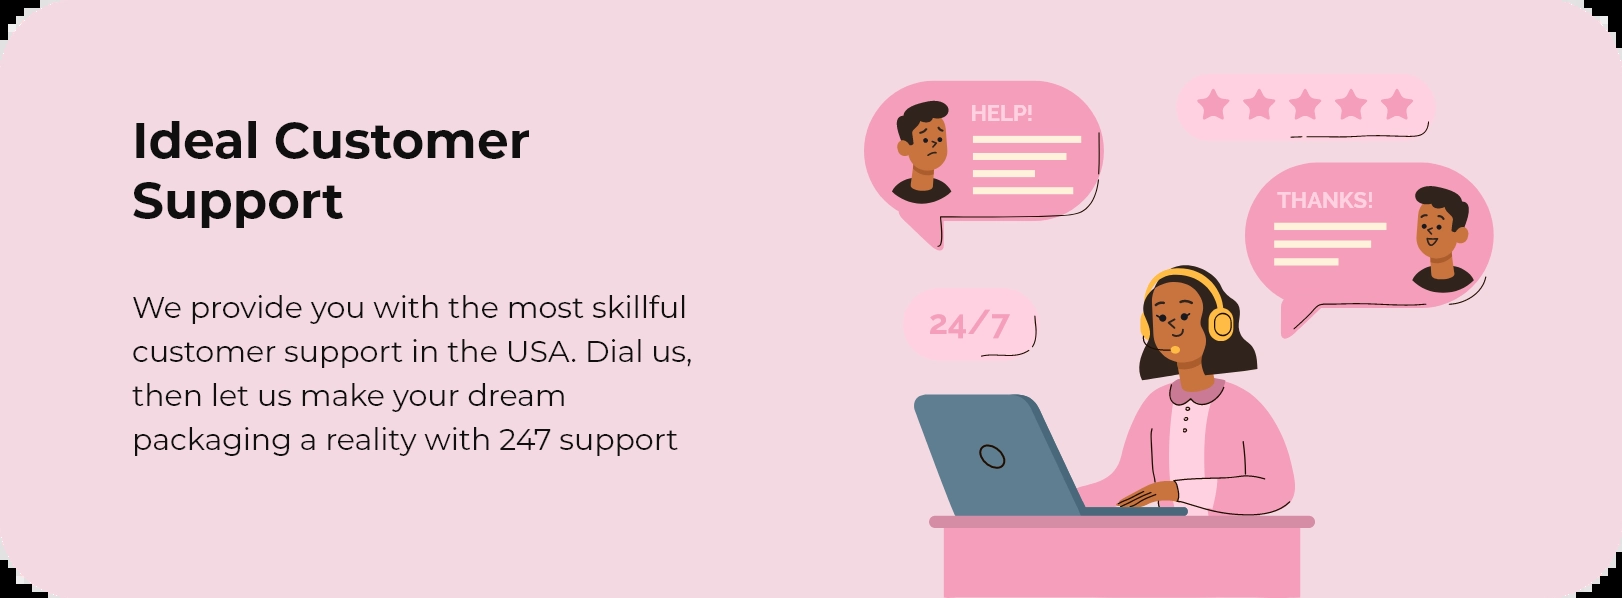 Ideal Customer
Support
We provide you with the most skillful
customer support in the USA. Dial us,
then let us make your dream
packaging a reality with 247 support
HELP!
THANKS!
24/7